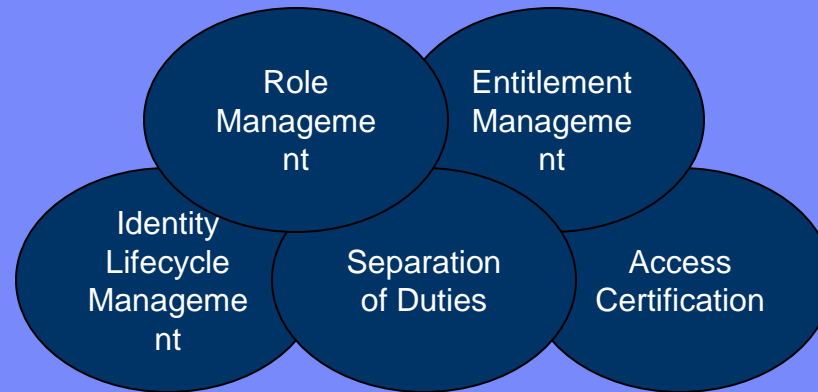 Role
Manageme
nt
Entitlement
Manageme
nt
Identity
Lifecycle
Manageme
nt
Separation
of Duties
Access
Certification